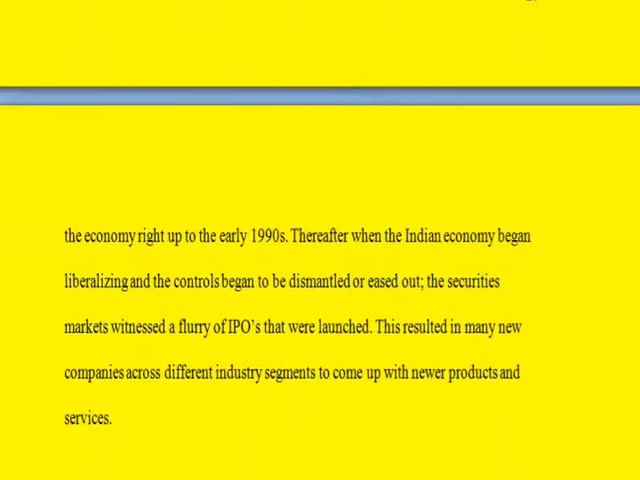 the economy right up to the early 1990s. Thereafter when the Indian economy began
liberalizing and the controls began to be dismantled or eased out; the securities
markets witnessed a flurry of IPO’s that were launched. This resulted in many new
companies across different industry segments to come up with newer products and
services.